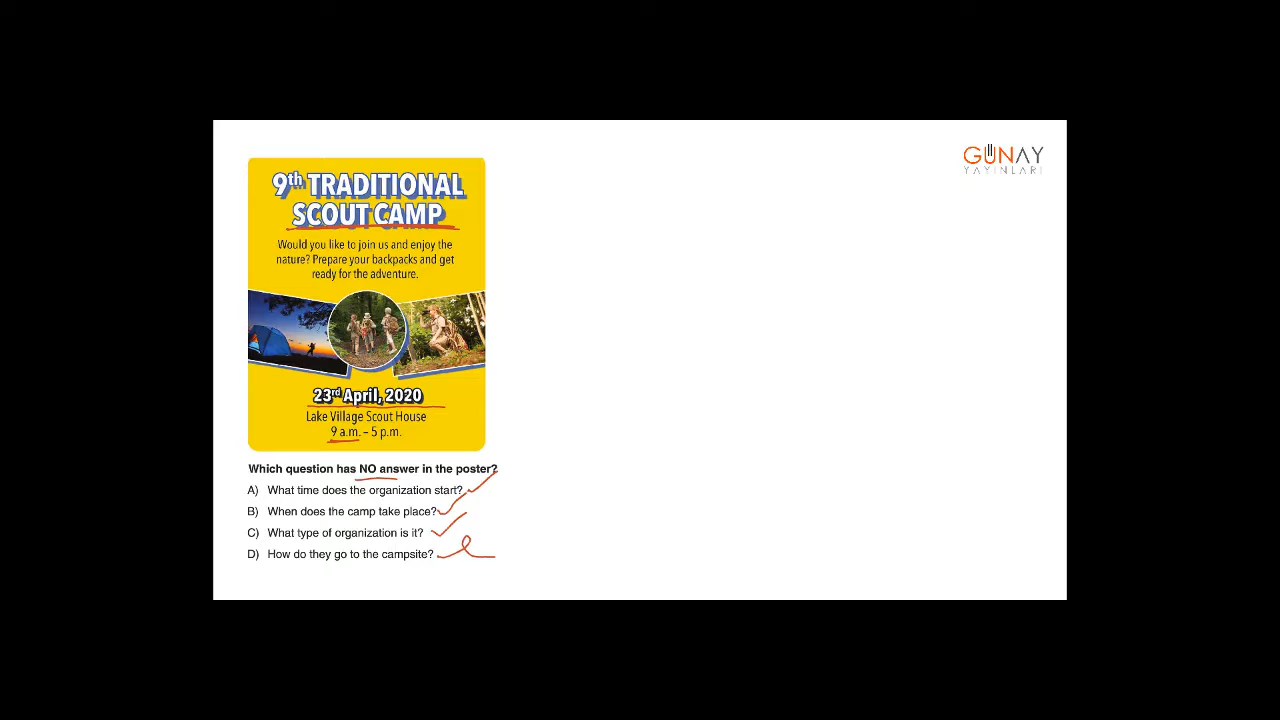 GÜNAY
YAYINLARI
9th TRADITIONAL
SCOUT CAMP
Would you like to join us and enjoy the
nature? Prepare your backpacks and get
ready for the adventure.
23rd April, 2020
Lake Village Scout House
9 a.m. – 5 p.m.
Which question has NO answer in the poster?
A) What time does the organization start?
B) When does the camp take place?
C) What type of organization is it?
D) How do they go to the campsite?